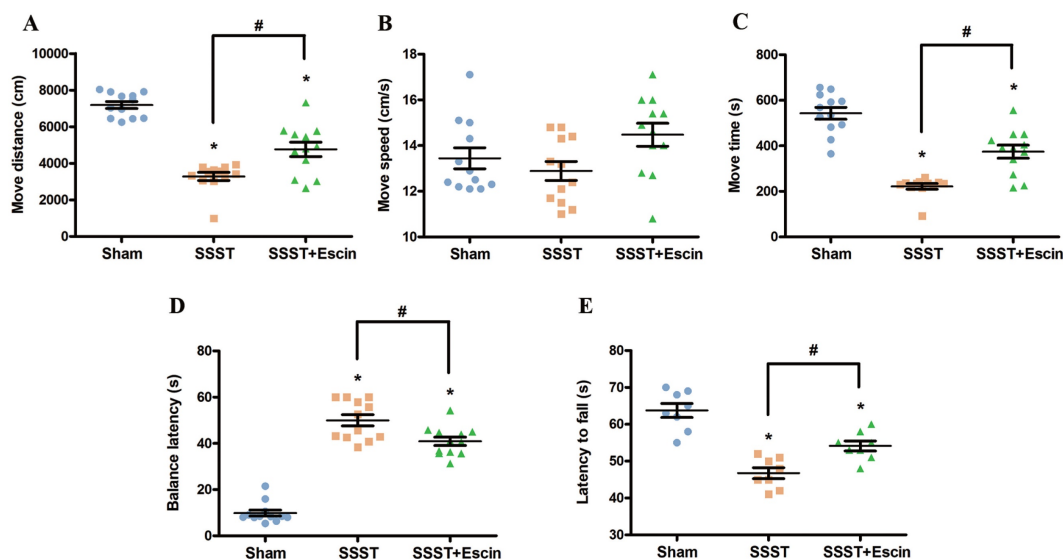 A
Move distance (cm)
10000
8000
6000
4000
2000
0
#
*
*
Sham
SSST
SSST+Escin
B
Move speed (cm/s)
18
16
14
12
10
Sham
SSST
SSST+Escin
C
Move time (s)
800
600
400
200
0
#
*
*
Sham
SSST
SSST+Escin
D
Balance latency (s)
80
60
40
20
0
#
*
*
Sham
SSST
SSST+Escin
E
Latency to fall (s)
80
70
60
50
40
30
#
*
*
Sham
SSST
SSST+Escin